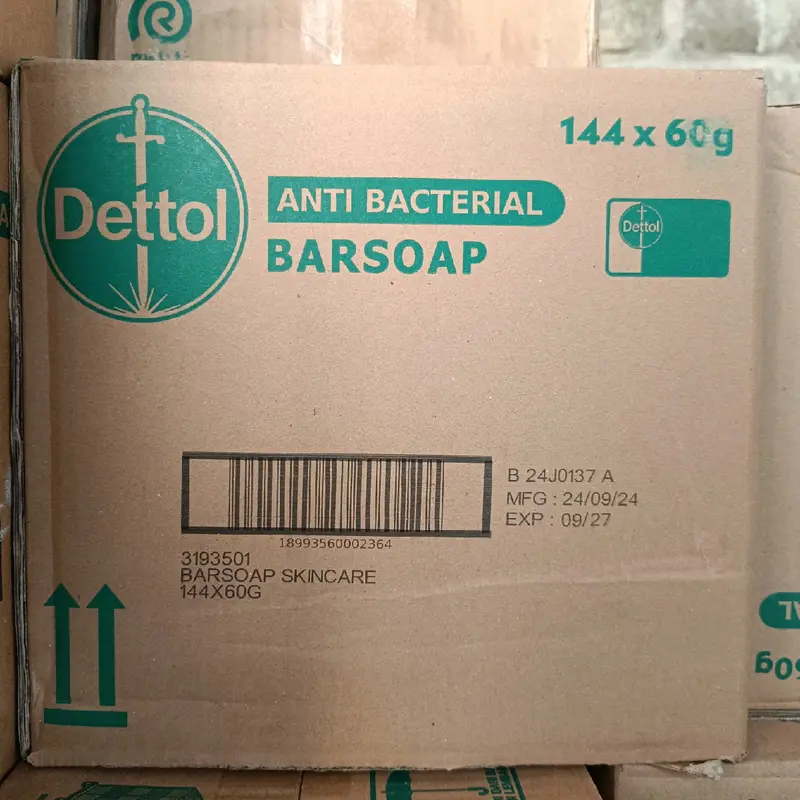 144 x 60g
Dettol
ANTI BACTERIAL
BARSOAP
Dettol
B 24J0137 A
MFG : 24/09/24
EXP : 09/27
18993560002364
3193501
BARSOAP SKINCARE
144X60G
60g